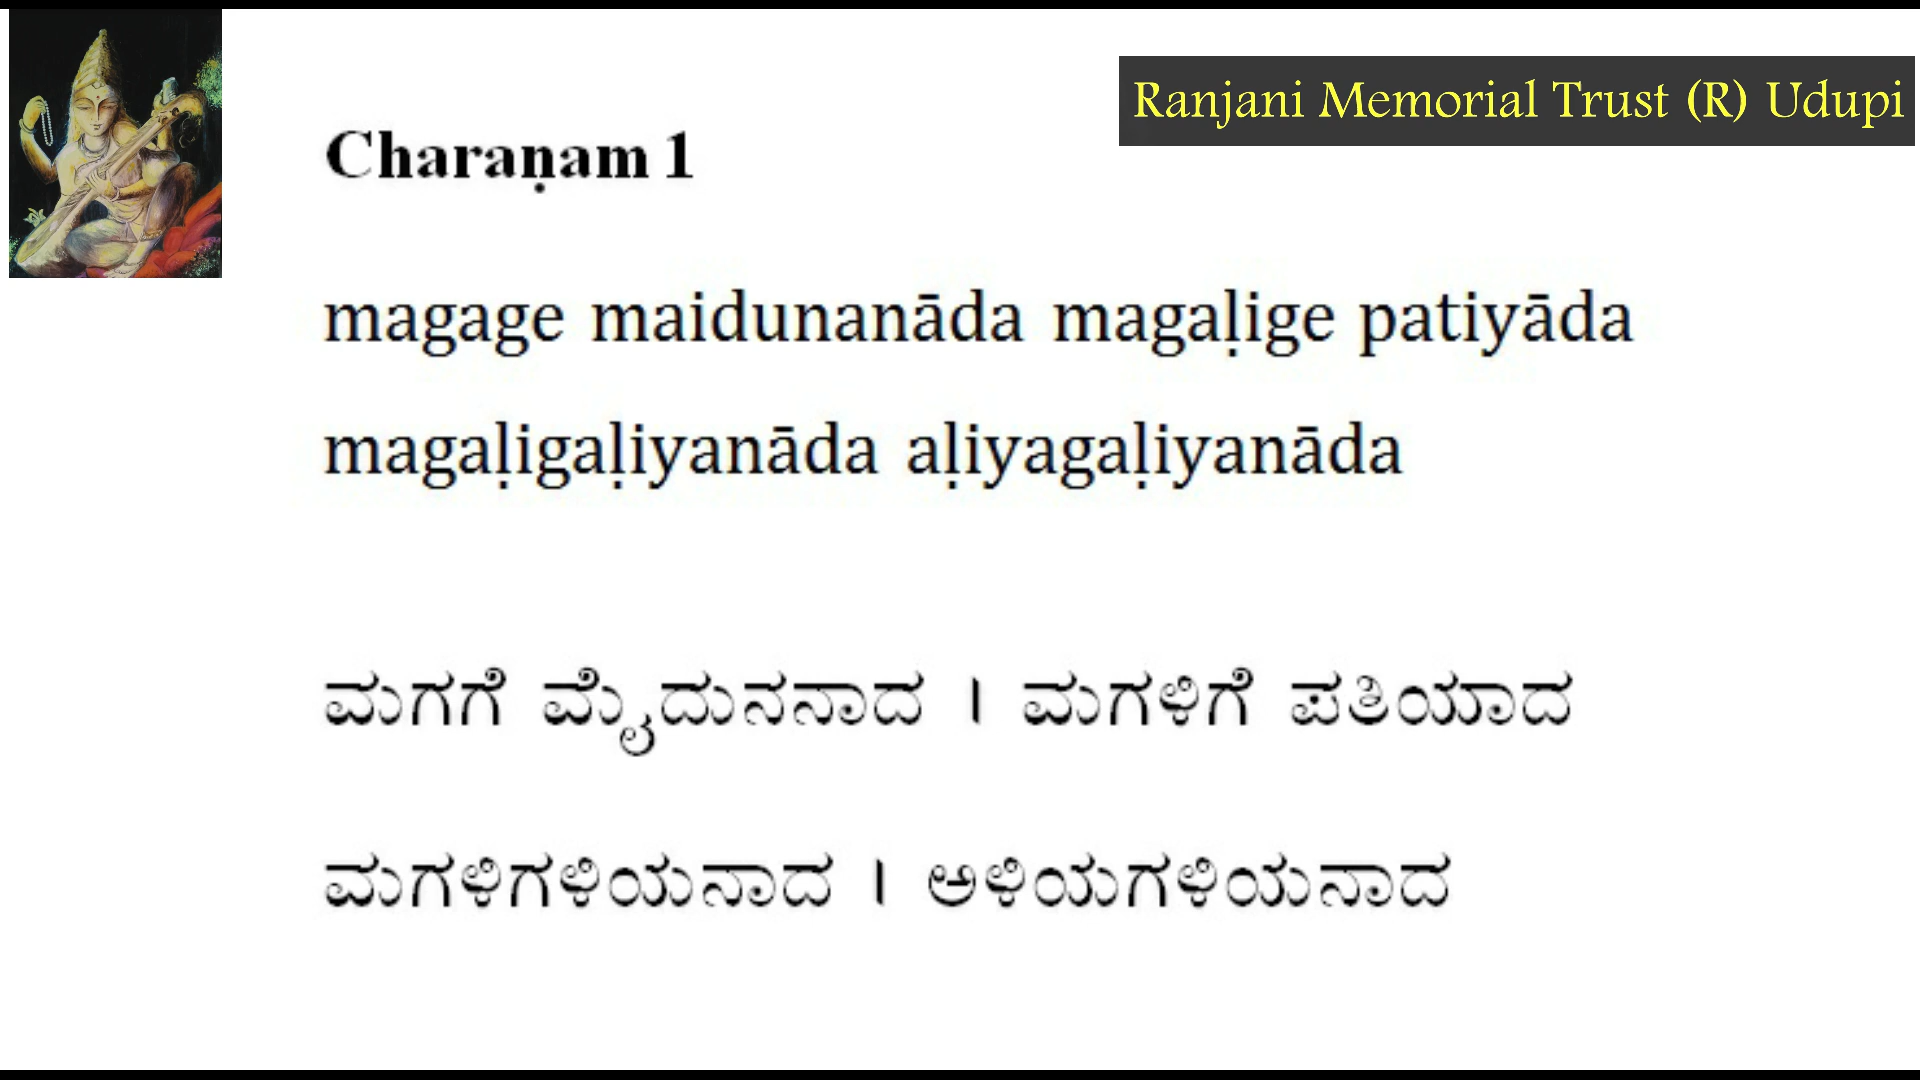 Ranjani Memorial Trust (R) Udupi
Charaṇam 1
magage maidunanāda magaḷige patiyāda
magaḷigaḷiyanāda aḷiyagaḷiyanāda
ಮಗಗೆ ಮೈದುನನಾದ । ಮಗಳಿಗೆ ಪತಿಯಾದ
ಮಗಳಿಗಳಿಯನಾದ । ಅಳಿಯಗಳಿಯನಾದ